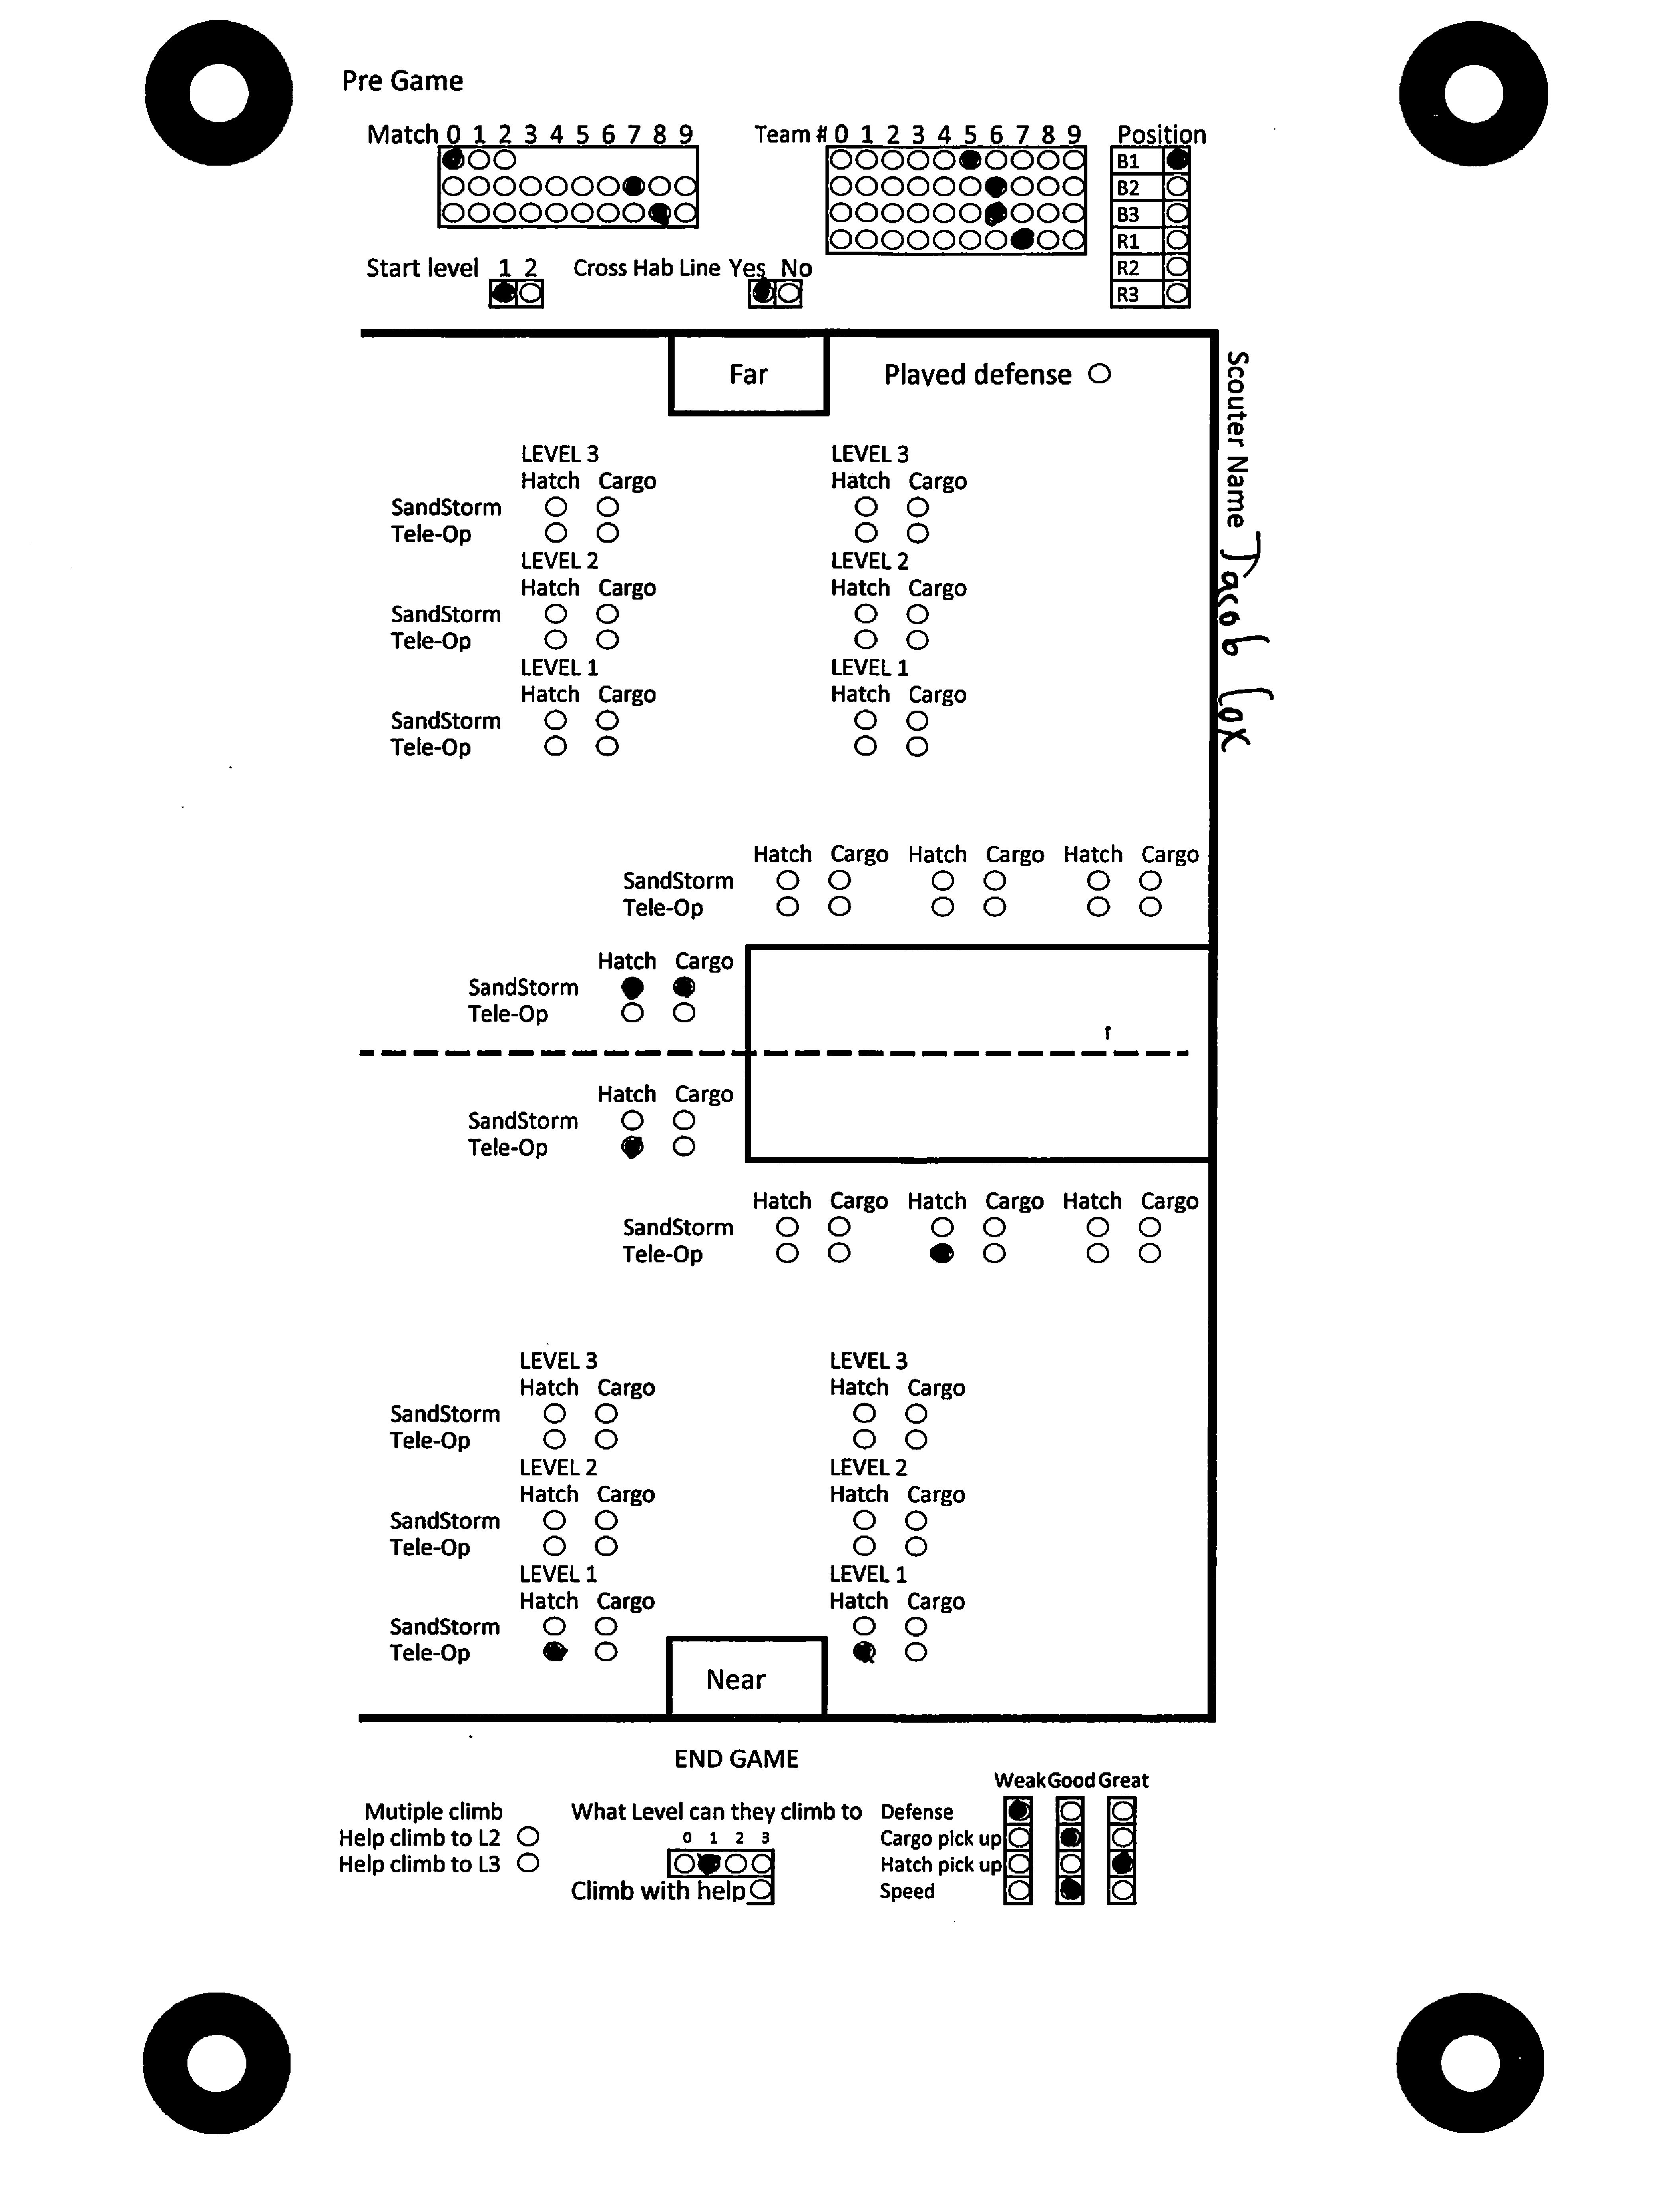 Pre Game
Match 0 1 2 3 4 5 6 7 8 9
Team # 0 1 2 3 4 5 6 7 8 9
Position
B1
B2
B3
R1
R2
R3
Start level 1 2
Cross Hab Line Yes No
Far
Played defense
Scouter Name Jacob Cox
LEVEL 3 LEVEL 3
Hatch Cargo Hatch Cargo
SandStorm
Tele-Op
LEVEL 2 LEVEL 2
Hatch Cargo Hatch Cargo
SandStorm
Tele-Op
LEVEL 1 LEVEL 1
Hatch Cargo Hatch Cargo
SandStorm
Tele-Op
Hatch Cargo Hatch Cargo Hatch Cargo
SandStorm
Tele-Op
Hatch Cargo
SandStorm
Tele-Op
Hatch Cargo
SandStorm
Tele-Op
Hatch Cargo Hatch Cargo Hatch Cargo
SandStorm
Tele-Op
LEVEL 3 LEVEL 3
Hatch Cargo Hatch Cargo
SandStorm
Tele-Op
LEVEL 2 LEVEL 2
Hatch Cargo Hatch Cargo
SandStorm
Tele-Op
LEVEL 1 LEVEL 1
Hatch Cargo Hatch Cargo
SandStorm
Tele-Op
Near
END GAME
Mutiple climb
Help climb to L2
Help climb to L3
What Level can they climb to
0 1 2 3
Climb with help
Weak Good Great
Defense
Cargo pick up
Hatch pick up
Speed